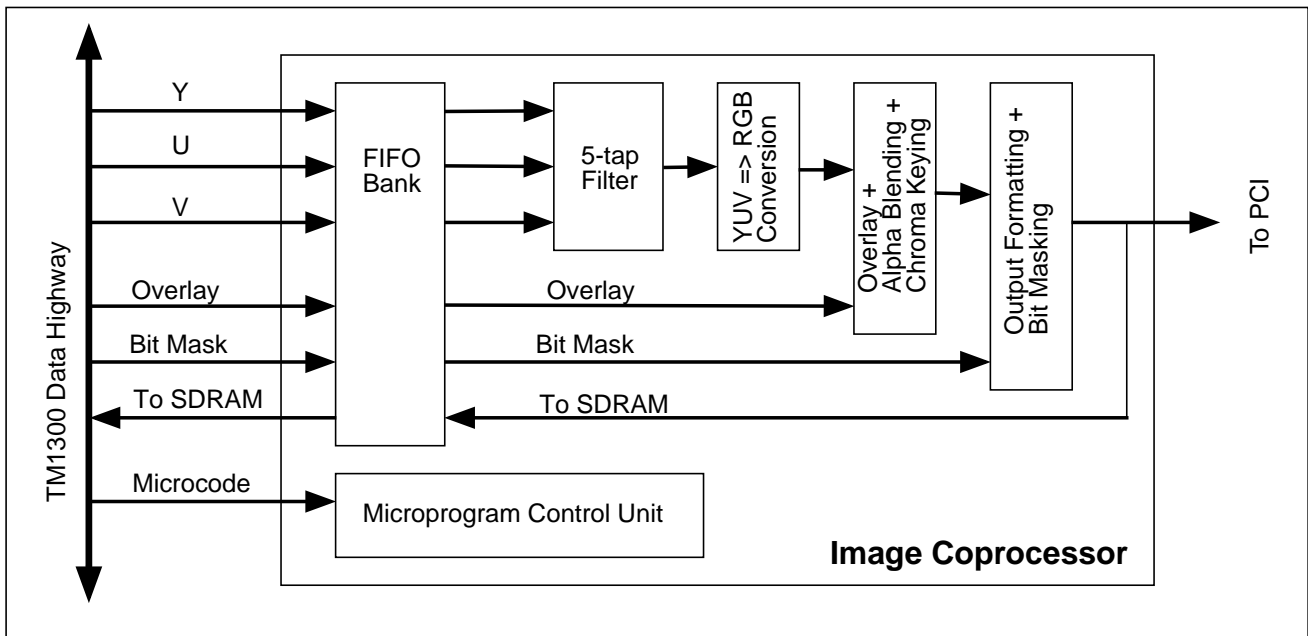 TM1300 Data Highway
Y
U
V
Overlay
Bit Mask
To SDRAM
Microcode
FIFO
Bank
5-tap
Filter
YUV => RGB
Conversion
Overlay +
Alpha Blending +
Chroma Keying
Output Formatting +
Bit Masking
To PCI
Overlay
Bit Mask
To SDRAM
Microprogram Control Unit
Image Coprocessor